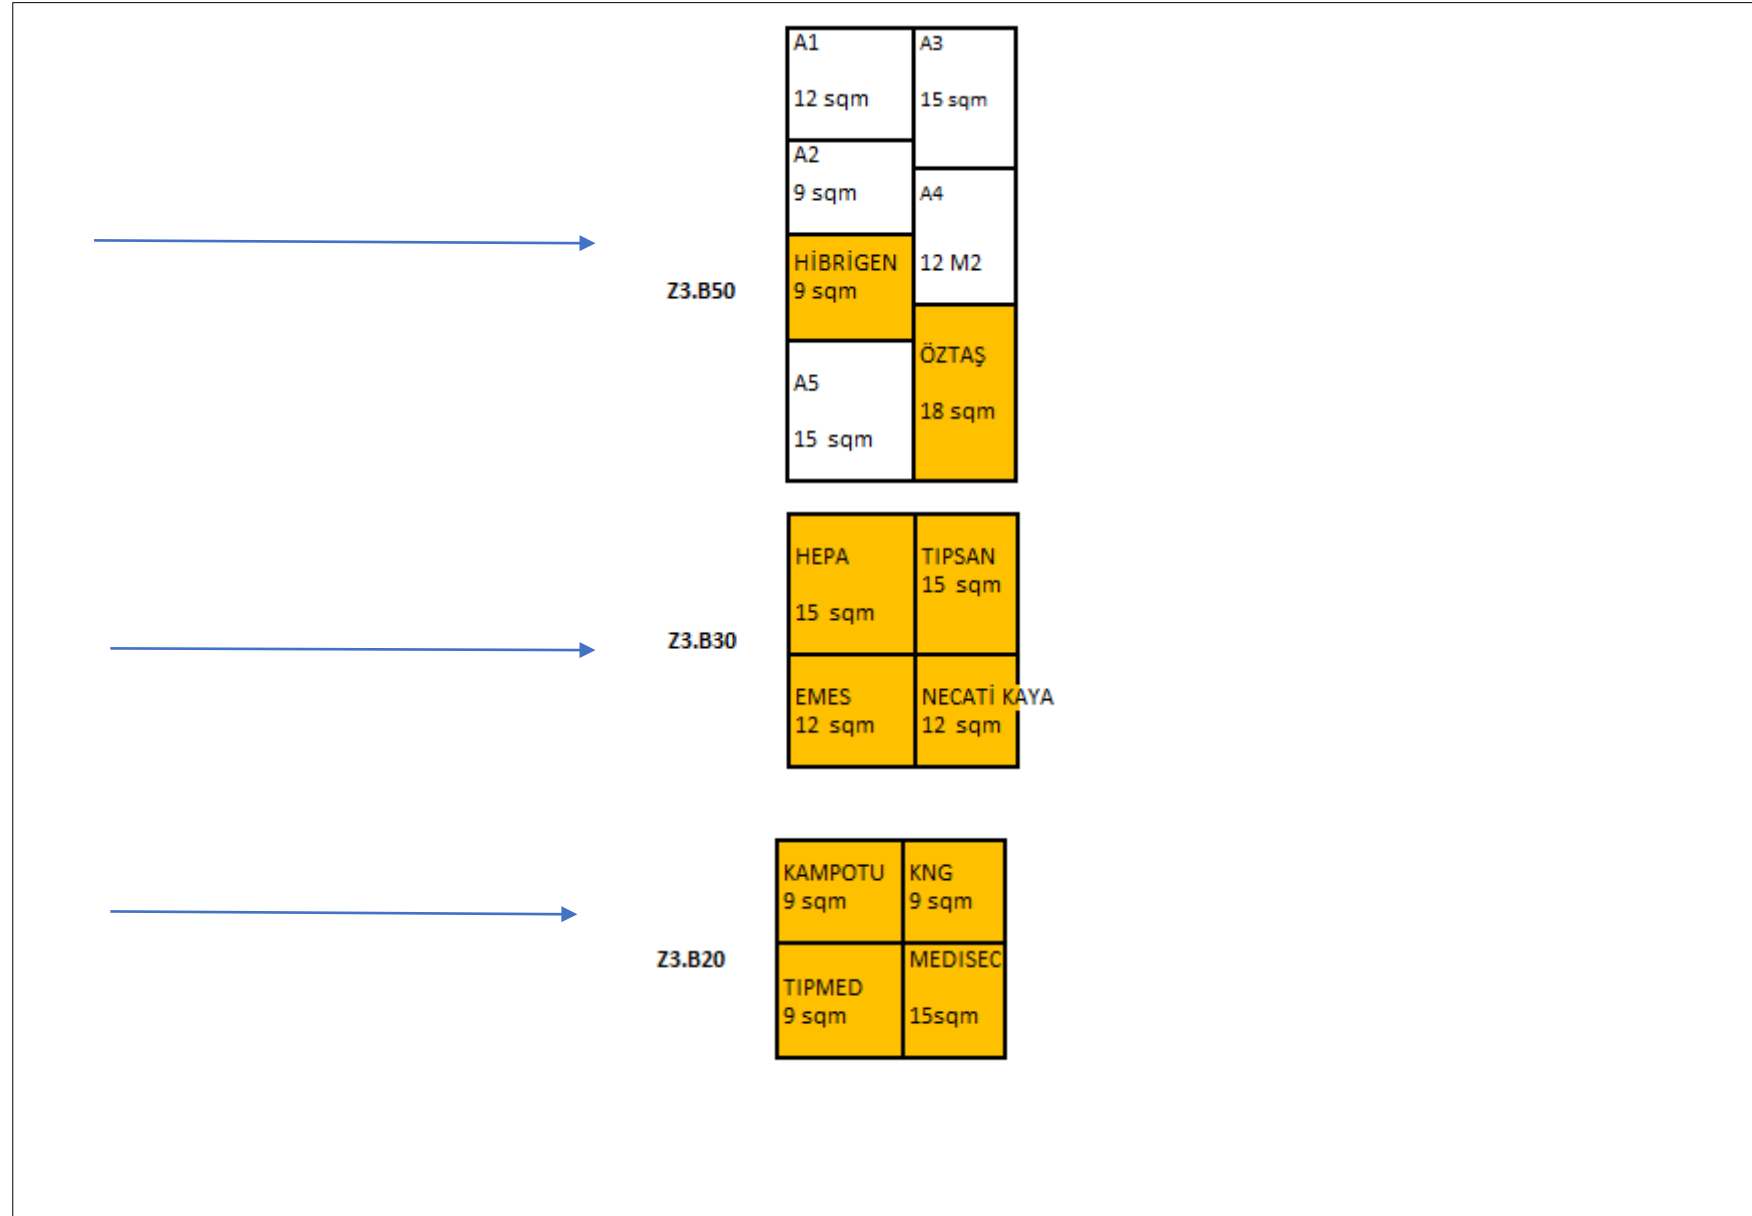 A1
12 sqm
A3
15 sqm
A2
9 sqm
A4
12 M2
HİBRİGEN
9 sqm
Z3.B50
ÖZTAŞ
18 sqm
A5
15 sqm
HEPA
15 sqm
TIPSAN
15 sqm
Z3.B30
EMES
12 sqm
NECATİ KAYA
12 sqm
KAMPOTU
9 sqm
KNG
9 sqm
Z3.B20
TIPMED
9 sqm
MEDISEC
15sqm